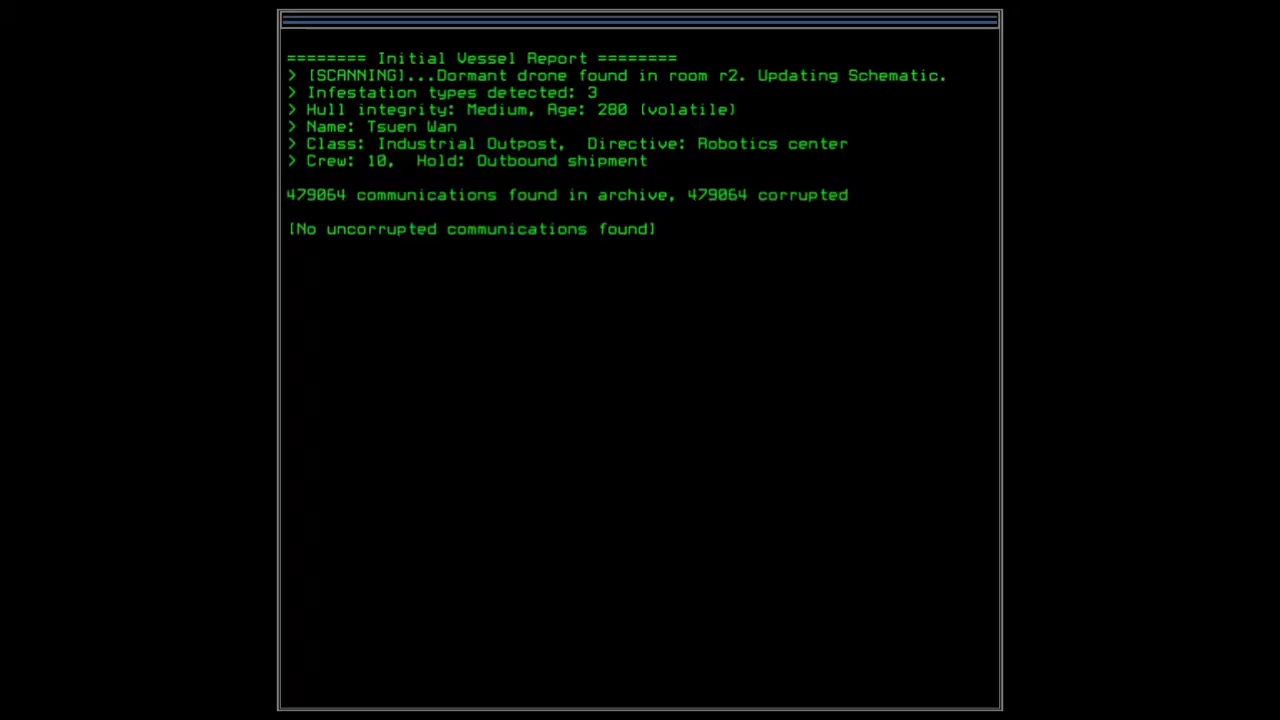 ======== Initial Vessel Report ========
> [SCANNING]...Dormant drone found in room r2. Updating Schematic.
> Infestation types detected: 3
> Hull integrity: Medium, Age: 280 (volatile)
> Name: Tsuen Wan
> Class: Industrial Outpost,  Directive: Robotics center
> Crew: 10,  Hold: Outbound shipment
479064 communications found in archive, 479064 corrupted
[No uncorrupted communications found]